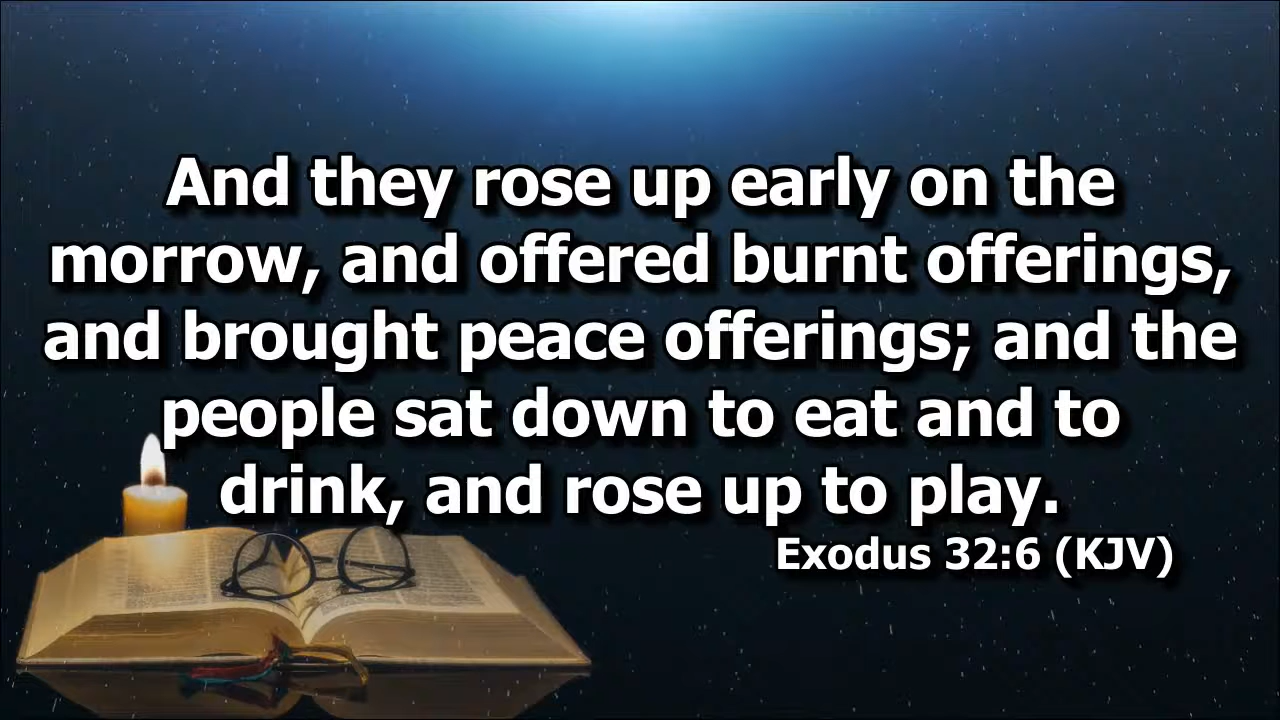 And they rose up early on the
morrow, and offered burnt offerings,
and brought peace offerings; and the
people sat down to eat and to
drink, and rose up to play.
Exodus 32:6 (KJV)